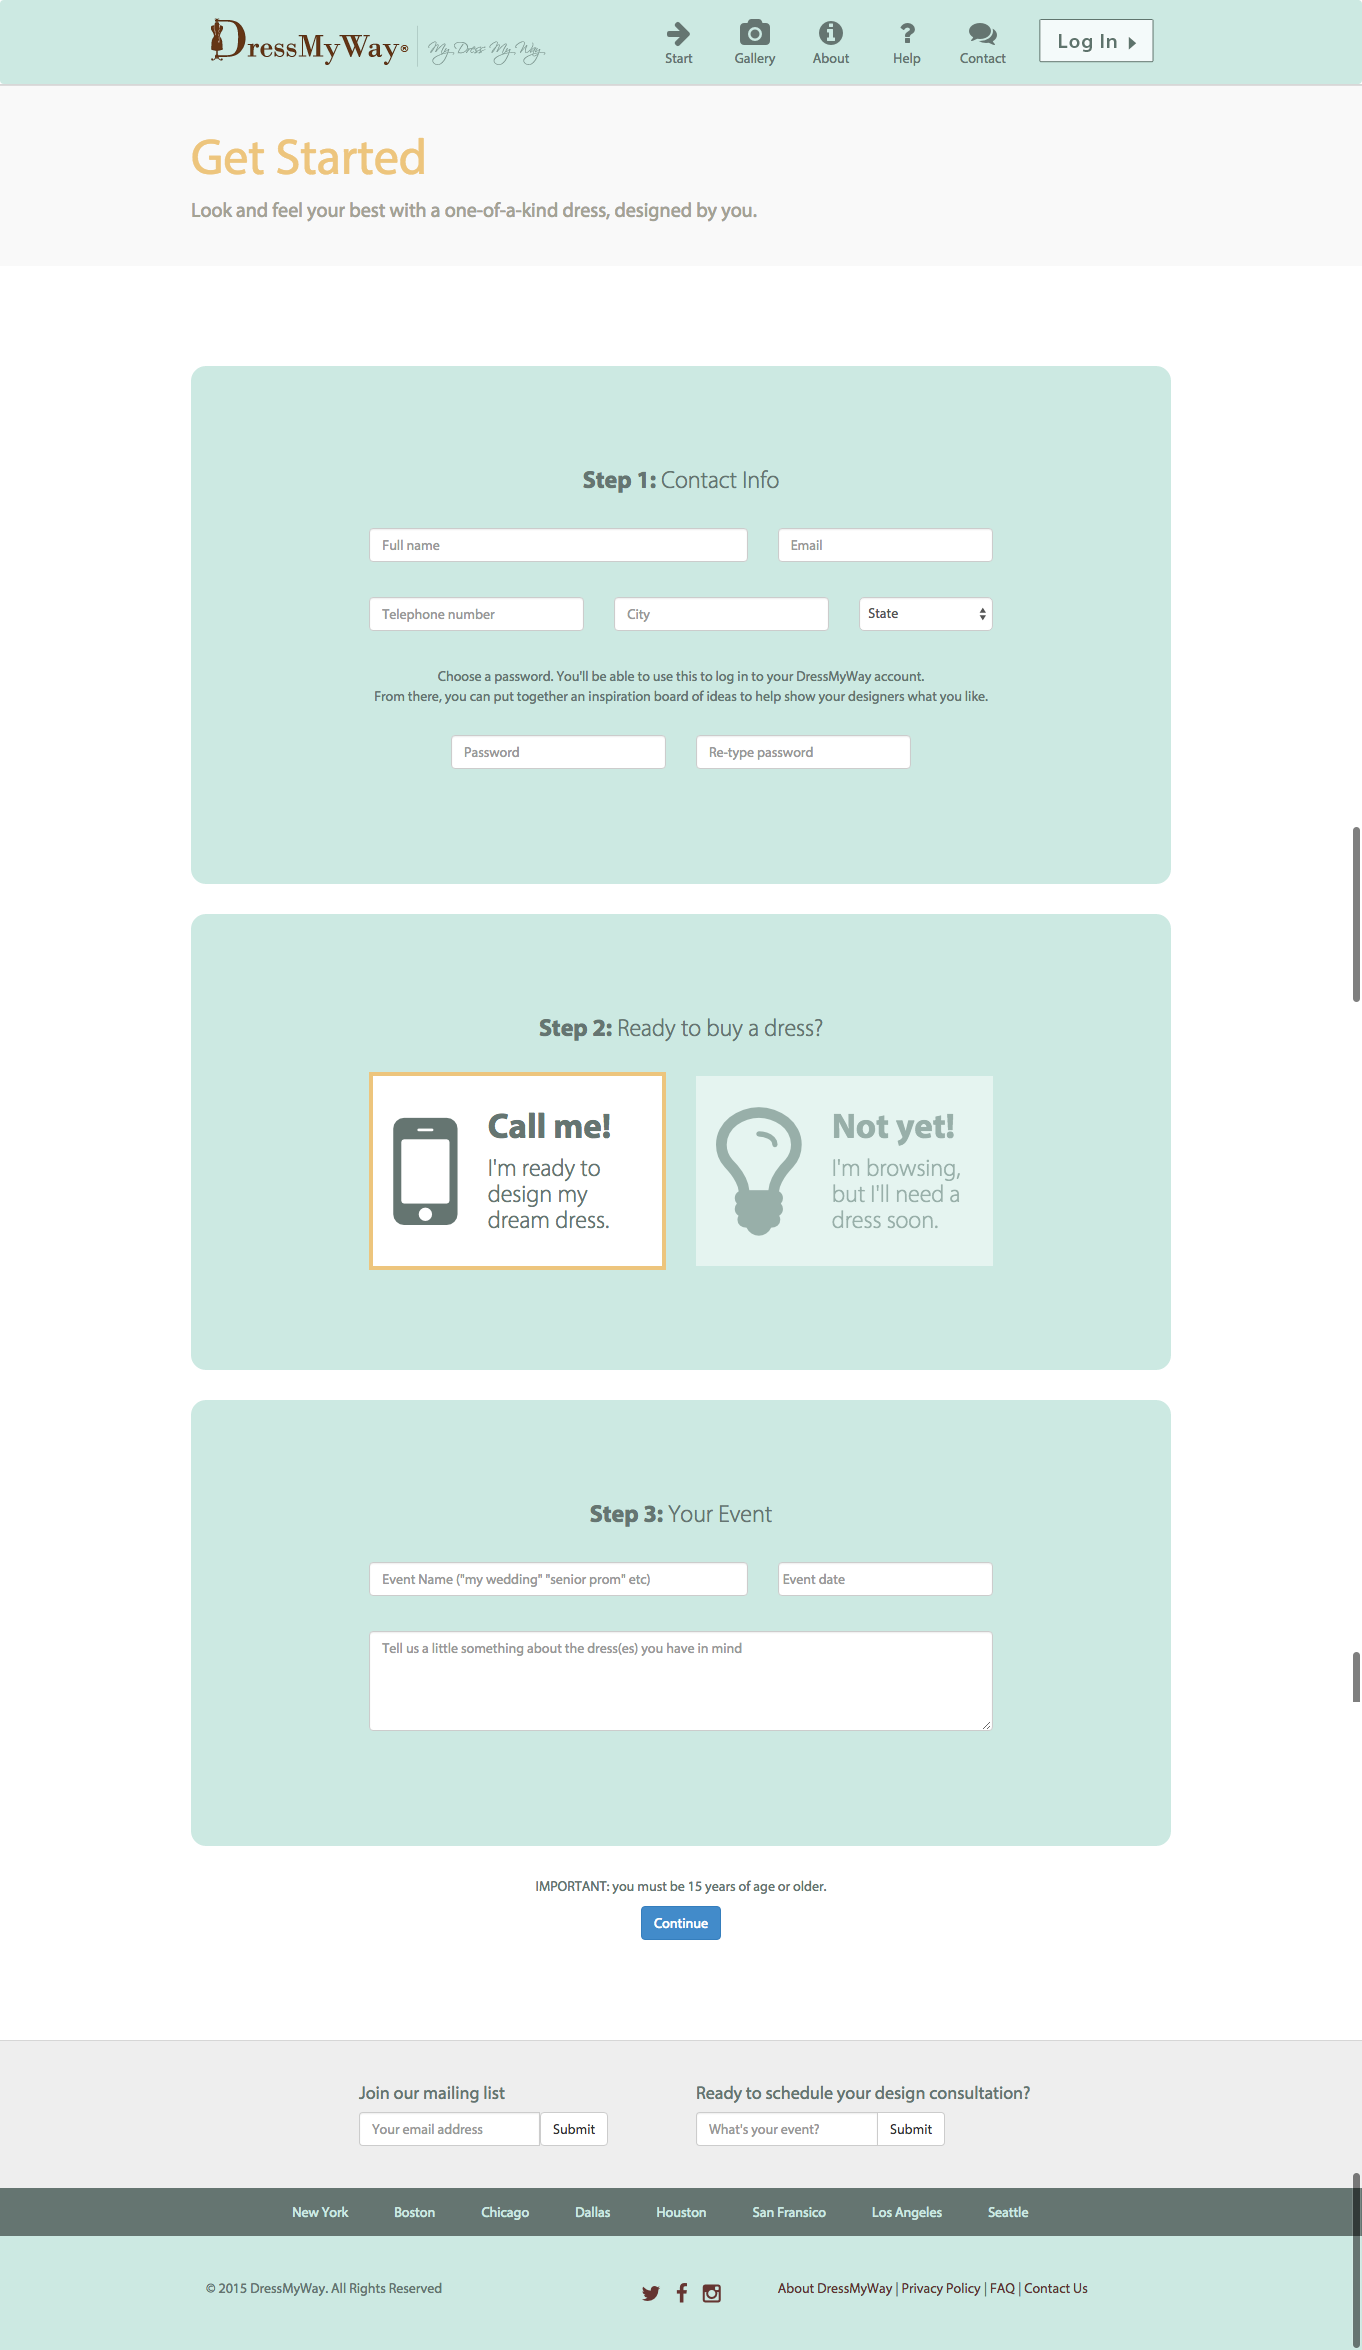 DressMyWay®
My Dress My Way
Start
Gallery
About
Help
Contact
Log In
Get Started
Look and feel your best with a one-of-a-kind dress, designed by you.
Step 1: Contact Info
Full name
Email
Telephone number
City
State
Choose a password. You'll be able to use this to log in to your DressMyWay account.
From there, you can put together an inspiration board of ideas to help show your designers what you like.
Password
Re-type password
Step 2: Ready to buy a dress?
Call me!
I'm ready to
design my
dream dress.
Not yet!
I'm browsing,
but I'll need a
dress soon.
Step 3: Your Event
Event Name ("my wedding" "senior prom" etc)
Event date
Tell us a little something about the dress(es) you have in mind
IMPORTANT: you must be 15 years of age or older.
Continue
Join our mailing list
Your email address
Submit
Ready to schedule your design consultation?
What's your event?
Submit
New York
Boston
Chicago
Dallas
Houston
San Fransico
Los Angeles
Seattle
© 2015 DressMyWay. All Rights Reserved
About DressMyWay | Privacy Policy | FAQ | Contact Us